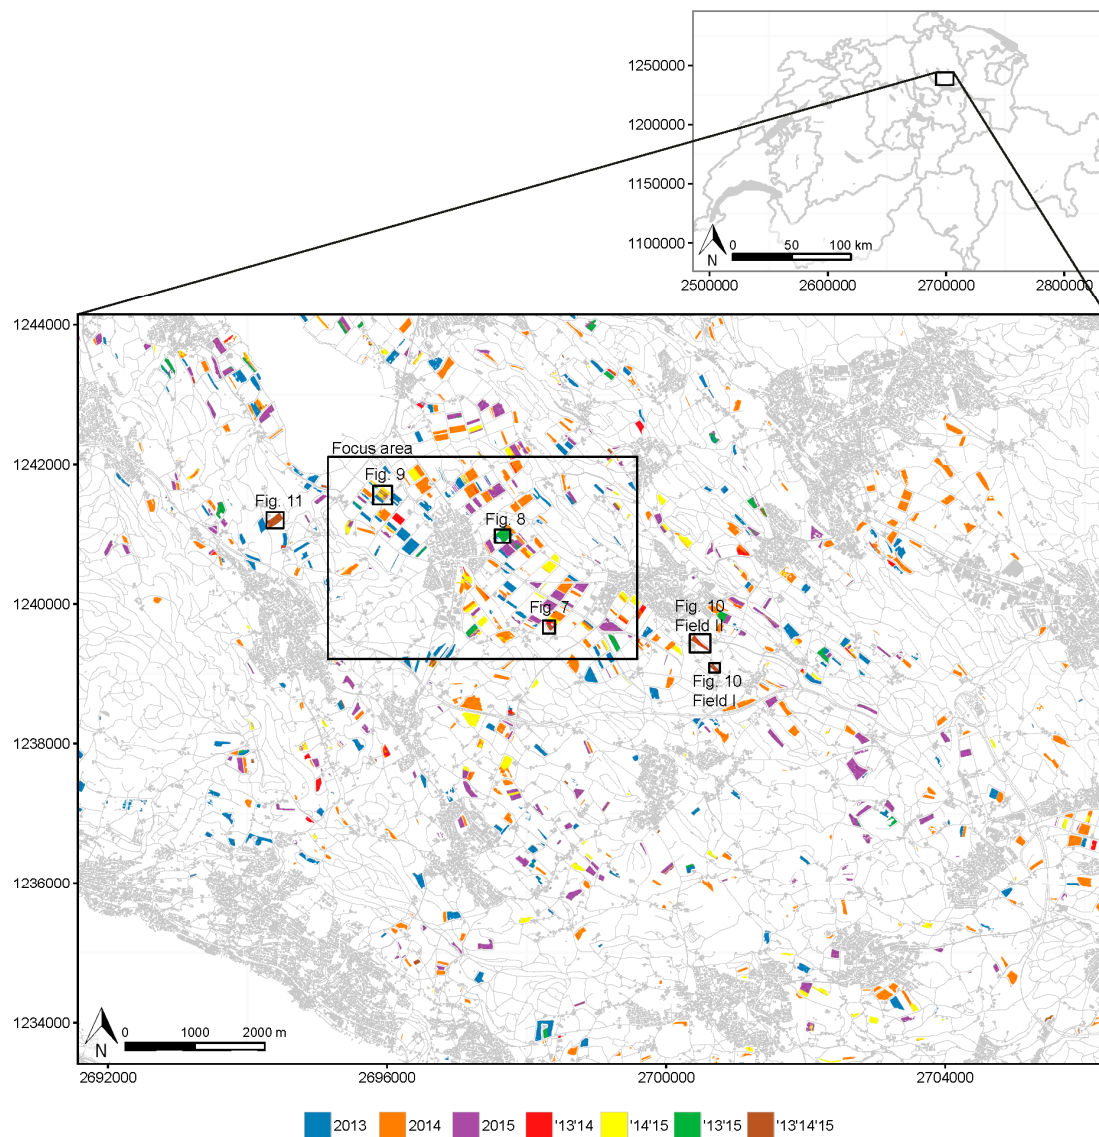 1250000
1200000
1150000
1100000
N
0 50 100 km
2500000 2600000 2700000 2800000
1244000
1242000
1240000
1238000
1236000
1234000
Focus area
Fig. 9
Fig. 11
Fig. 8
Fig. 7
Fig. 10
Field II
Fig. 10
Field I
N
0 1000 2000 m
2692000 2696000 2700000 2704000
2013 2014 2015 '13'14 '14'15 '13'15 '13'14'15